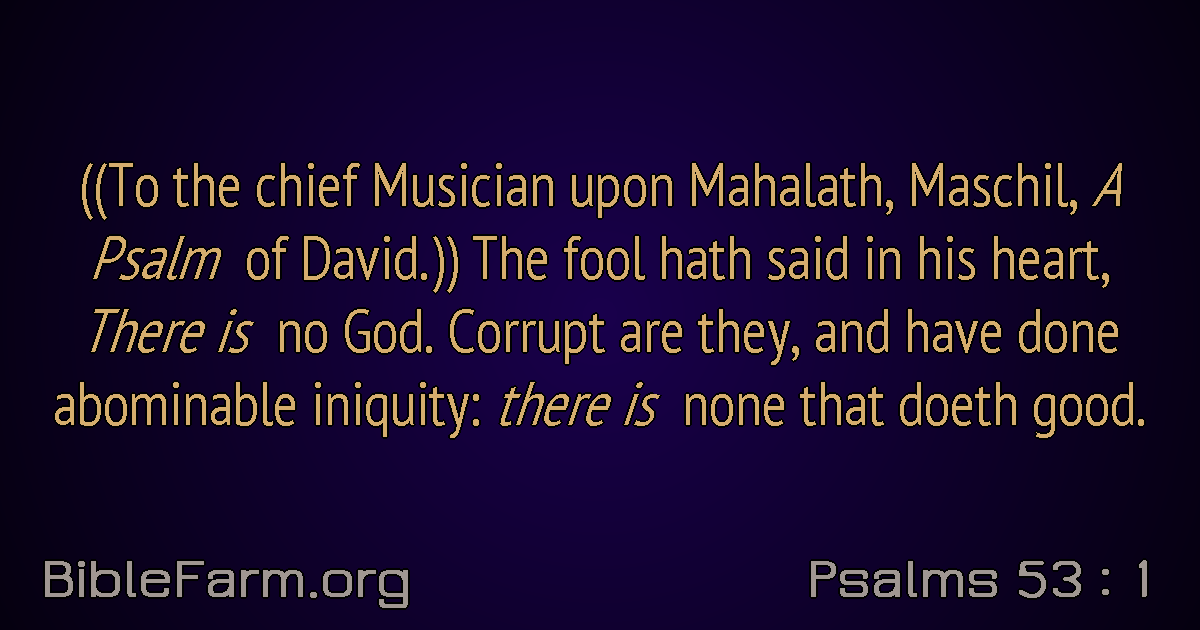 ((To the chief Musician upon Mahalath, Maschil, A
Psalm of David.)) The fool hath said in his heart,
There is no God. Corrupt are they, and have done
abominable iniquity: there is none that doeth good.
BibleFarm.org
Psalms 53 : 1